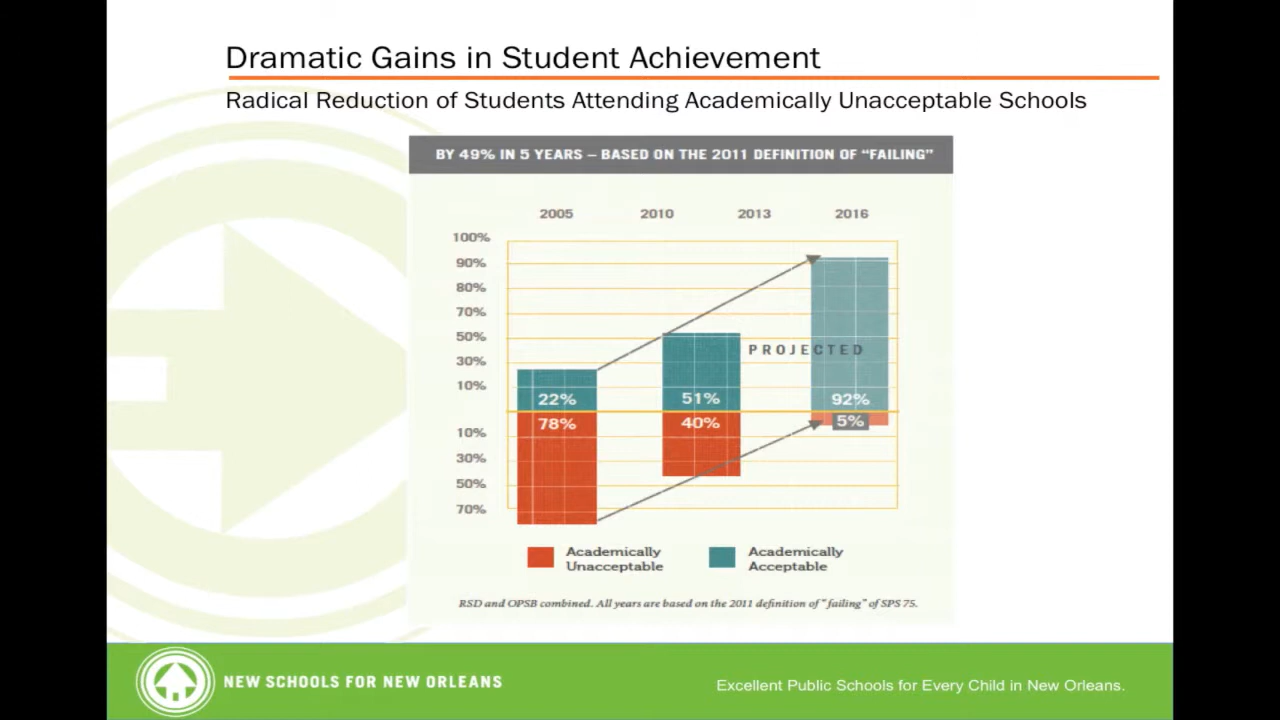 Dramatic Gains in Student Achievement
Radical Reduction of Students Attending Academically Unacceptable Schools
BY 49% IN 5 YEARS – BASED ON THE 2011 DEFINITION OF “FAILING”
2005 2010 2013 2016
100%
90%
80%
70%
50%
30%
10%
10%
30%
50%
70%
PROJECTED
22% 51% 92%
78% 40% 5%
Academically
Unacceptable
Academically
Acceptable
RSD and OPSB combined. All years are based on the 2011 definition of “failing” of SPS 75.
NEW SCHOOLS FOR NEW ORLEANS
Excellent Public Schools for Every Child in New Orleans.